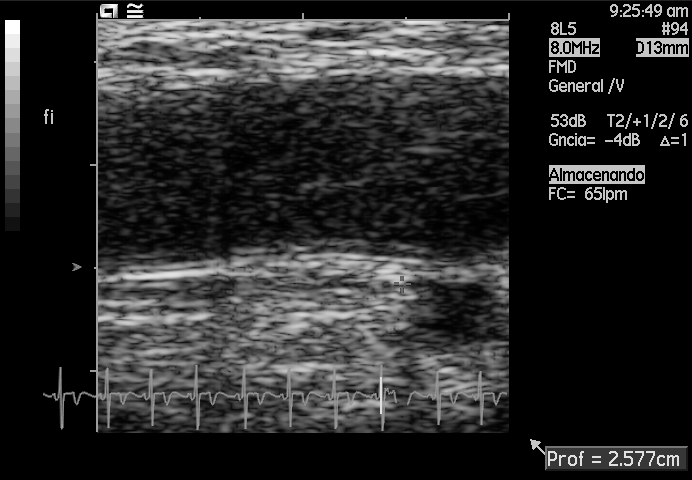 9:25:49 am
8L5 #94
8.0MHz D13mm
FMD
General /V
fi
53dB T2/+1/2/ 6
Gncia= -4dB Δ=1
Almacenando
FC= 65lpm
Prof = 2.577cm